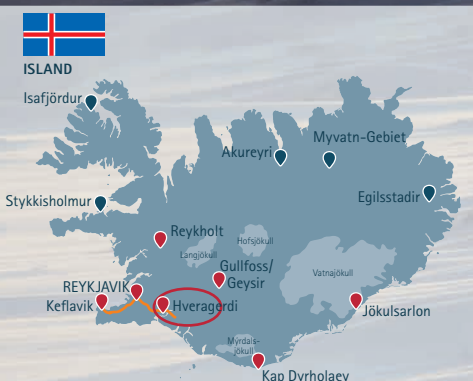 ISLAND
Isafjördur
Akureyri
Myvatn-Gebiet
Stykkisholmur
Egilsstadir
Reykholt
Hofsjökull
Langjökull
Gullfoss/
Geysir
Vatnajökull
REYKJAVIK
Keflavik
Hveragerdi
Jökulsarlon
Myrdals-
jökull
Kap Dyrholaey